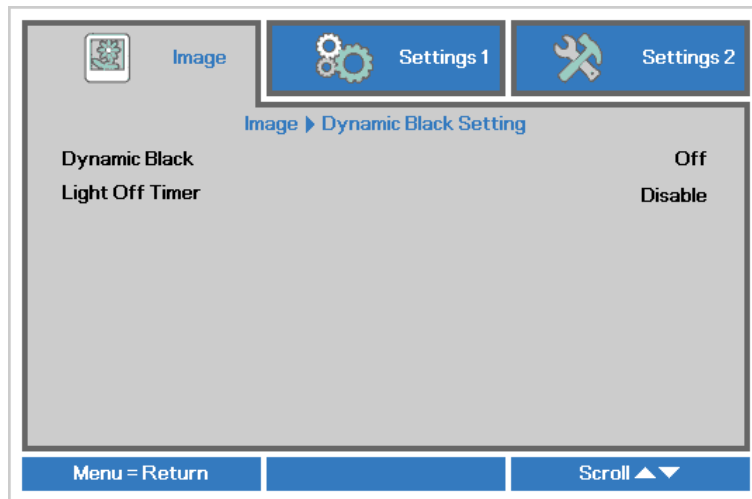 Image
Settings 1
Settings 2
Image ▶ Dynamic Black Setting
Dynamic Black Off
Light Off Timer Disable
Menu = Return Scroll ▲▼